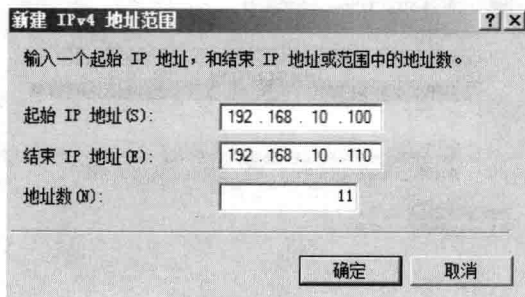 新建 IPv4 地址范围
输入一个起始 IP 地址，和结束 IP 地址或范围中的地址数。
起始 IP 地址(S): 192 . 168 . 10 . 100
结束 IP 地址(E): 192 . 168 . 10 . 110
地址数(N): 11
确定 取消